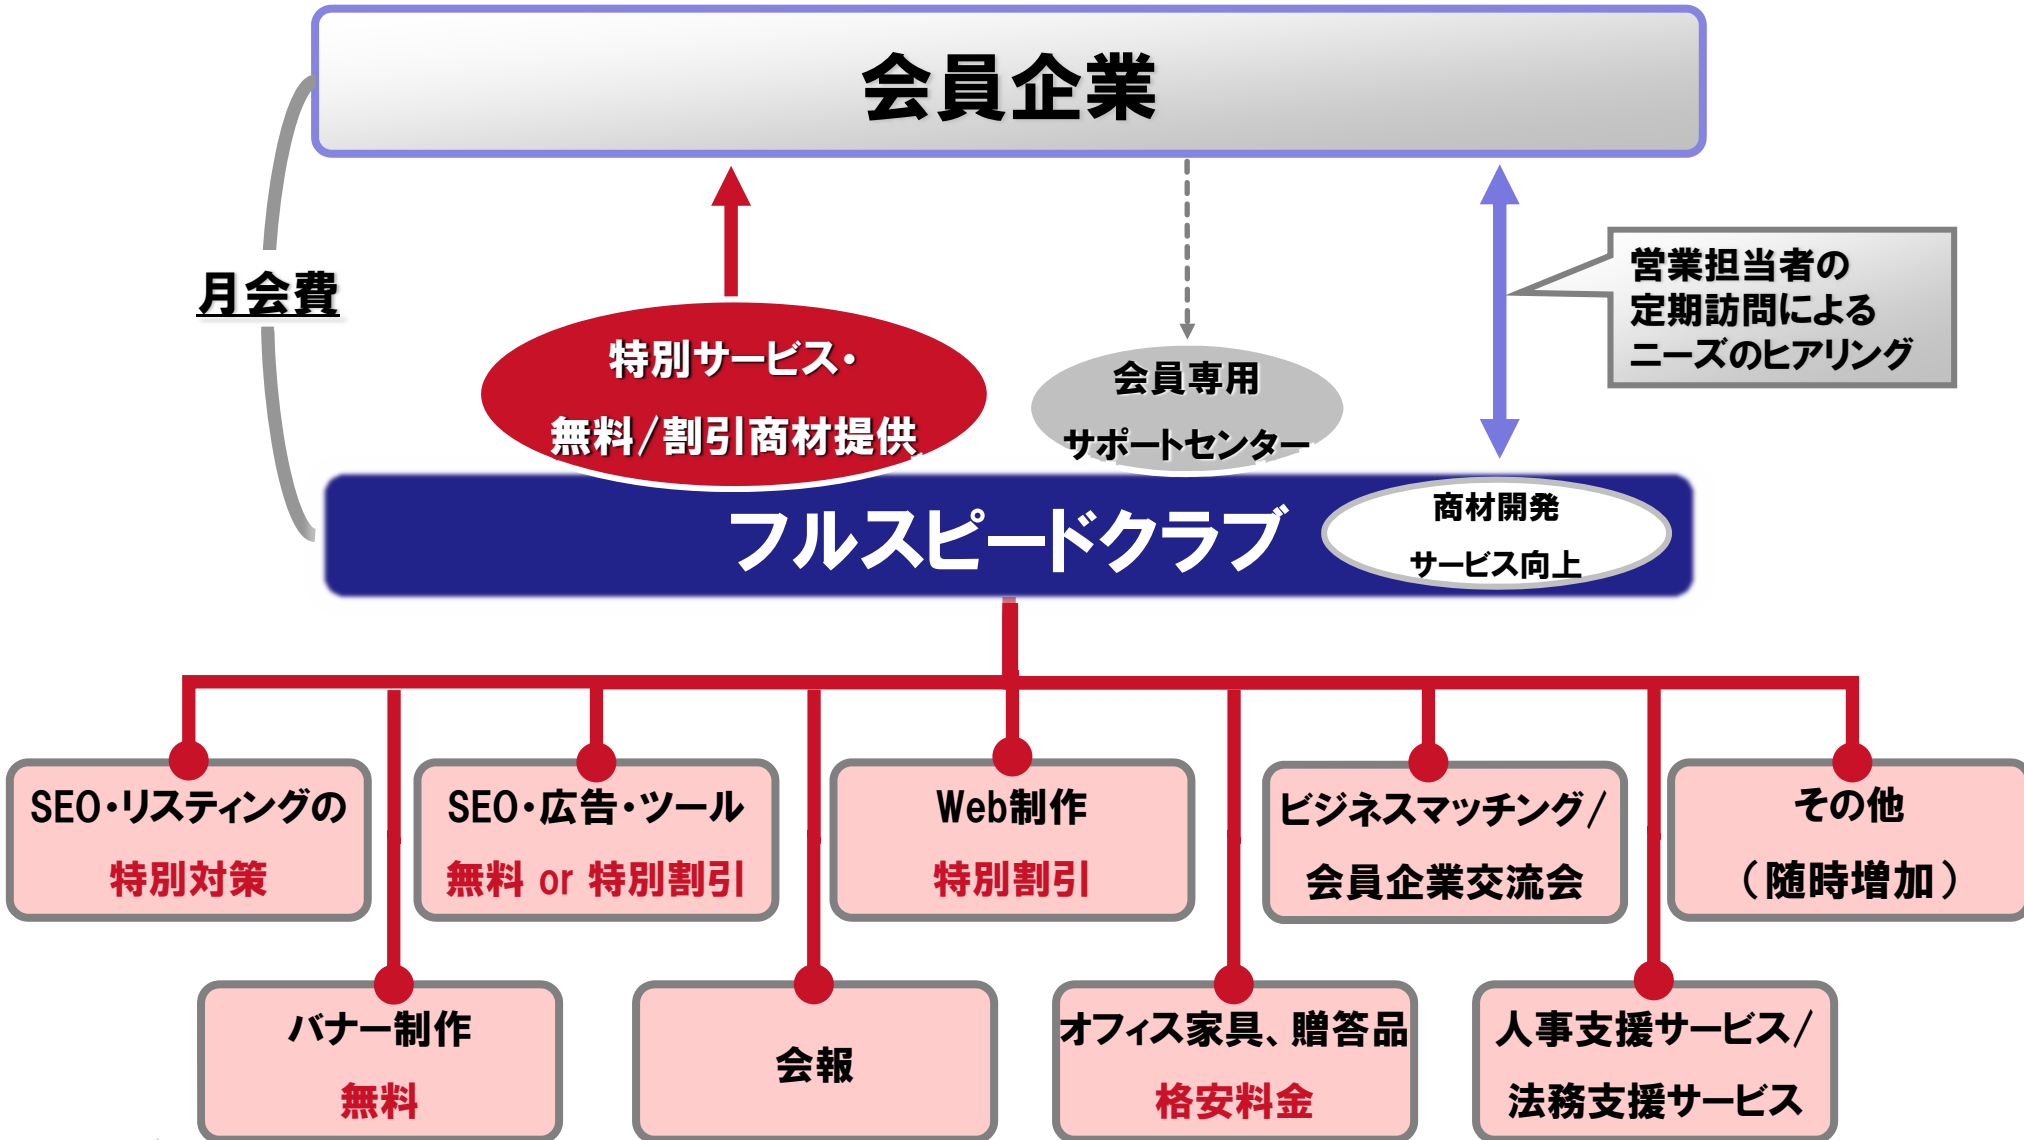 会員企業
月会費
特別サービス・
無料/割引商材提供
会員専用
サポートセンター
営業担当者の
定期訪問による
ニーズのヒアリング
フルスピードクラブ
商材開発
サービス向上
SEO・リスティングの
特別対策
SEO・広告・ツール
無料 or 特別割引
Web制作
特別割引
ビジネスマッチング/
会員企業交流会
その他
（随時増加）
バナー制作
無料
会報
オフィス家具、贈答品
格安料金
人事支援サービス/
法務支援サービス